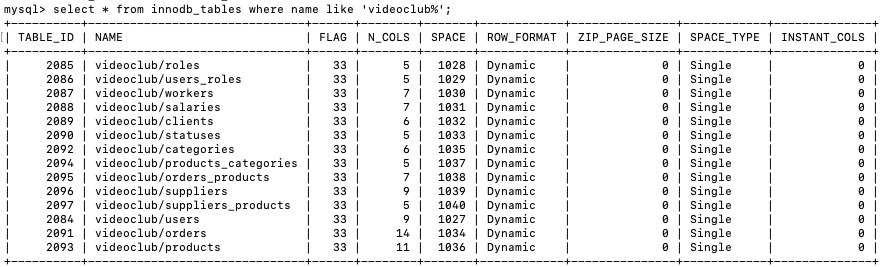 mysql> select * from innodb_tables where name like 'videoclub%';
+----------+-------------------------------+------+--------+-------+------------+---------------+------------+--------------+
| TABLE_ID | NAME                          | FLAG | N_COLS | SPACE | ROW_FORMAT | ZIP_PAGE_SIZE | SPACE_TYPE | INSTANT_COLS |
+----------+-------------------------------+------+--------+-------+------------+---------------+------------+--------------+
|     2085 | videoclub/roles               |   33 |      5 |  1028 | Dynamic    |             0 | Single     |            0 |
|     2086 | videoclub/users_roles         |   33 |      5 |  1029 | Dynamic    |             0 | Single     |            0 |
|     2087 | videoclub/workers             |   33 |      7 |  1030 | Dynamic    |             0 | Single     |            0 |
|     2088 | videoclub/salaries            |   33 |      7 |  1031 | Dynamic    |             0 | Single     |            0 |
|     2089 | videoclub/clients             |   33 |      6 |  1032 | Dynamic    |             0 | Single     |            0 |
|     2090 | videoclub/statuses            |   33 |      5 |  1033 | Dynamic    |             0 | Single     |            0 |
|     2092 | videoclub/categories          |   33 |      6 |  1035 | Dynamic    |             0 | Single     |            0 |
|     2094 | videoclub/products_categories |   33 |      5 |  1037 | Dynamic    |             0 | Single     |            0 |
|     2095 | videoclub/orders_products     |   33 |      7 |  1038 | Dynamic    |             0 | Single     |            0 |
|     2096 | videoclub/suppliers           |   33 |      9 |  1039 | Dynamic    |             0 | Single     |            0 |
|     2097 | videoclub/suppliers_products  |   33 |      5 |  1040 | Dynamic    |             0 | Single     |            0 |
|     2084 | videoclub/users               |   33 |      9 |  1027 | Dynamic    |             0 | Single     |            0 |
|     2091 | videoclub/orders              |   33 |     14 |  1034 | Dynamic    |             0 | Single     |            0 |
|     2093 | videoclub/products            |   33 |     11 |  1036 | Dynamic    |             0 | Single     |            0 |
+----------+-------------------------------+------+--------+-------+------------+---------------+------------+--------------+